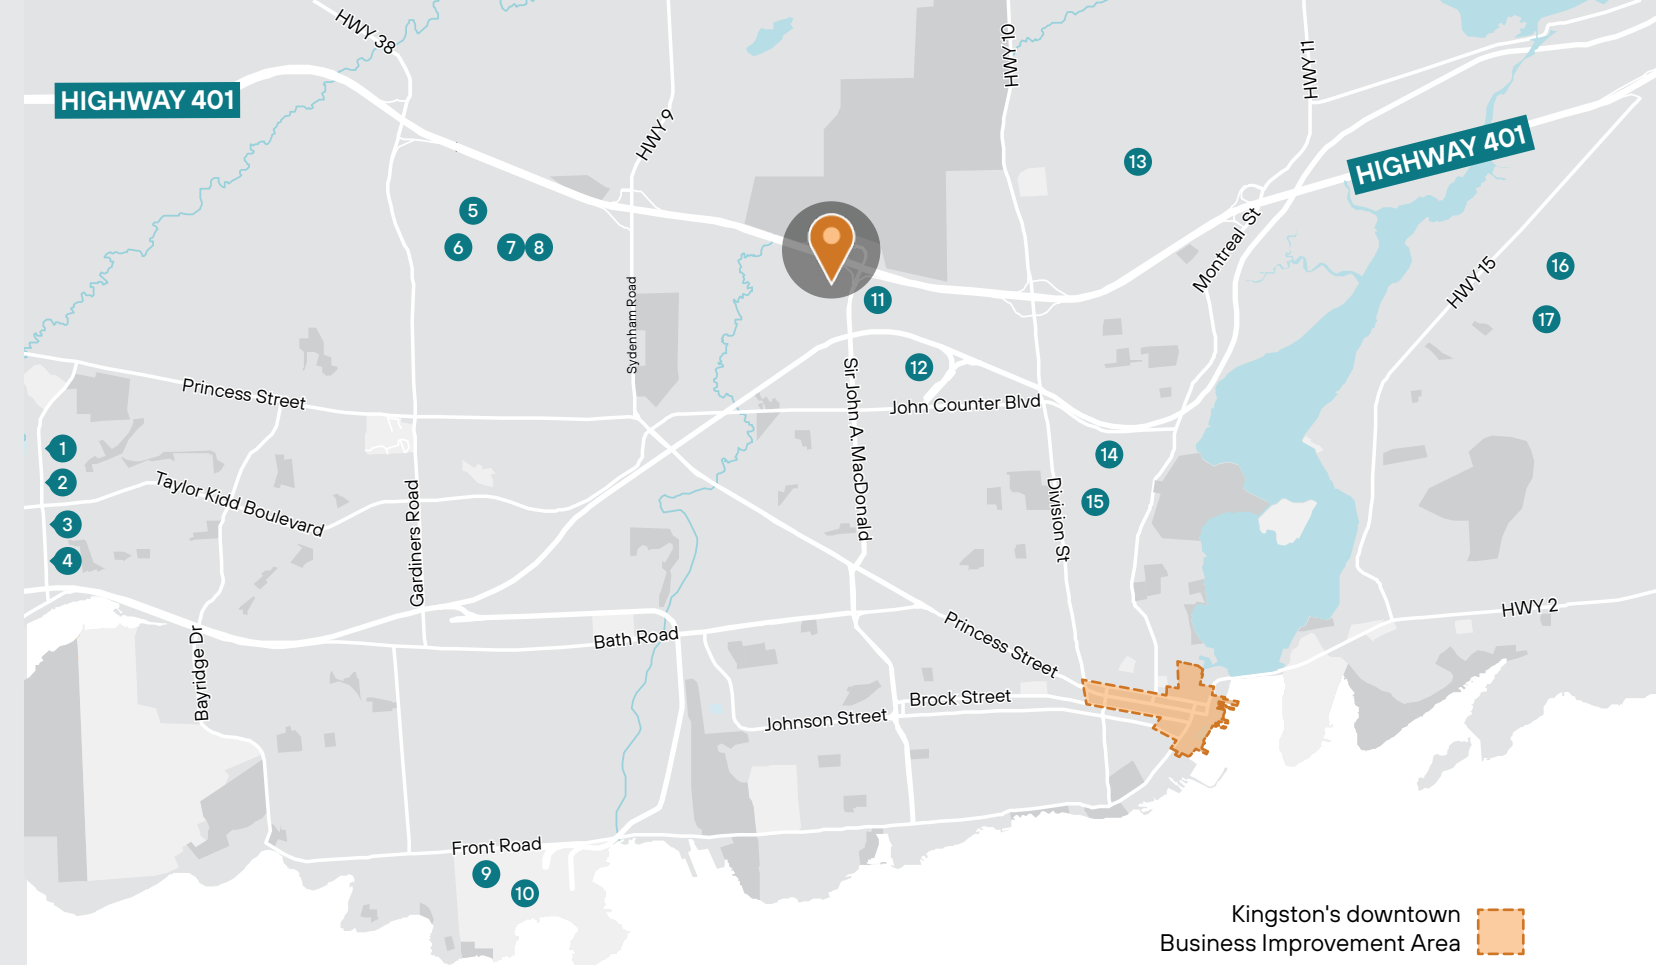 HWY 38
HWY 10
HWY 11
HIGHWAY 401
HWY 9
HIGHWAY 401
13
5
6
7
8
Montreal St
HWY 15
16
11
17
Sydenham Road
12
Princess Street
Sir John A. MacDonald
John Counter Blvd
1
2
14
Taylor Kidd Boulevard
Gardiners Road
Division St
15
3
4
HWY 2
Bath Road
Princess Street
Bayridge Dr
Brock Street
Johnson Street
Front Road
9
10
Kingston's downtown
Business Improvement Area